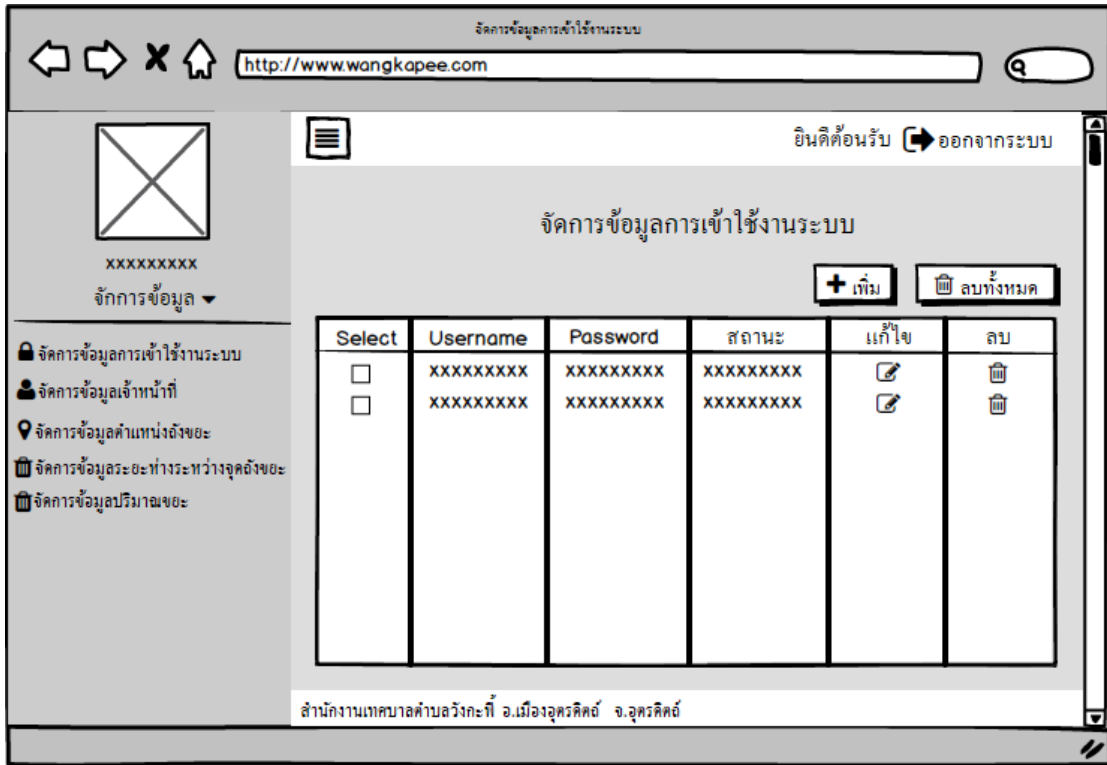 จัดการข้อมูลการเข้าใช้งานระบบ
http://www.wangkapee.com
ยินดีต้อนรับ ออกจากระบบ
xxxxxxxxx
จักการข้อมูล
จัดการข้อมูลการเข้าใช้งานระบบ
จัดการข้อมูลเจ้าหน้าที่
จัดการข้อมูลตำแหน่งถังขยะ
จัดการข้อมูลระยะห่างระหว่างจุดถังขยะ
จัดการข้อมูลปริมาณขยะ
จัดการข้อมูลการเข้าใช้งานระบบ
เพิ่ม ลบทั้งหมด
Select Username Password สถานะ แก้ไข ลบ
xxxxxxxxx xxxxxxxxx xxxxxxxxx
xxxxxxxxx xxxxxxxxx xxxxxxxxx
สำนักงานเทศบาลตำบลวังกะพี้ อ.เมืองอุตรดิตถ์ จ.อุตรดิตถ์